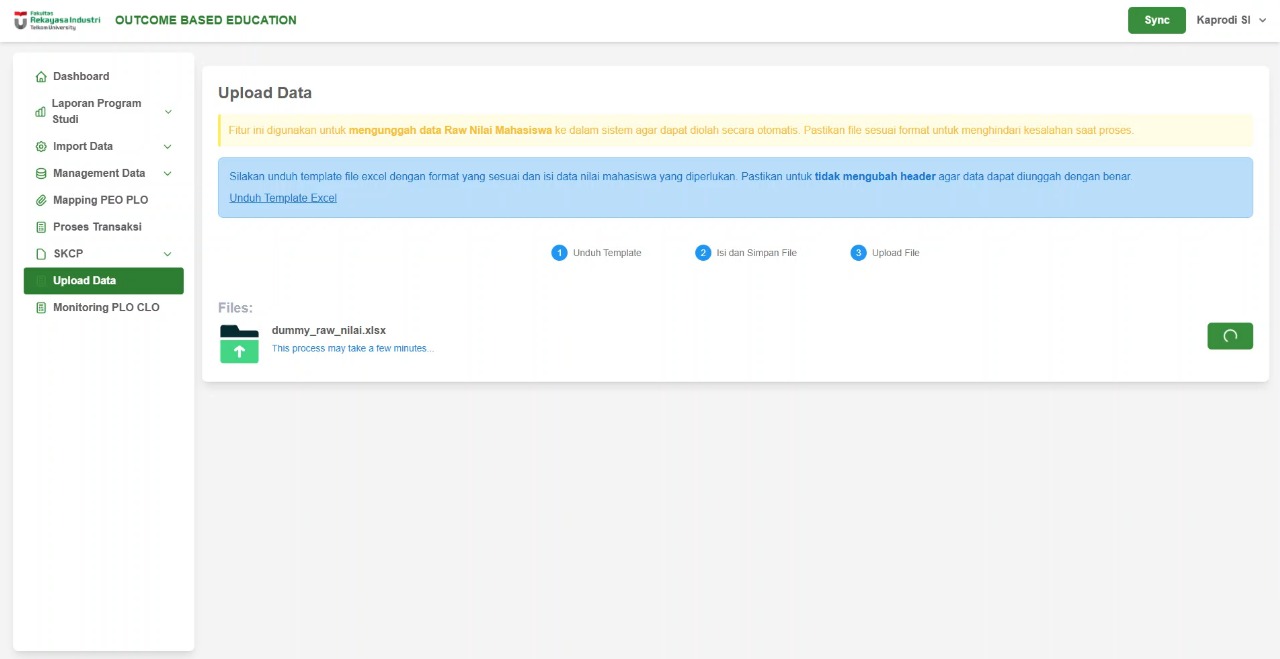 Fakultas
Rekayasa Industri
Telkom University
OUTCOME BASED EDUCATION
Sync
Kaprodi SI
Dashboard
Laporan Program
Studi
Import Data
Management Data
Mapping PEO PLO
Proses Transaksi
SKCP
Upload Data
Monitoring PLO CLO
Upload Data
Fitur ini digunakan untuk mengunggah data Raw Nilai Mahasiswa ke dalam sistem agar dapat diolah secara otomatis. Pastikan file sesuai format untuk menghindari kesalahan saat proses.
Silakan unduh template file excel dengan format yang sesuai dan isi data nilai mahasiswa yang diperlukan. Pastikan untuk tidak mengubah header agar data dapat diunggah dengan benar.
Unduh Template Excel
1 Unduh Template
2 Isi dan Simpan File
3 Upload File
Files:
dummy_raw_nilai.xlsx
This process may take a few minutes...